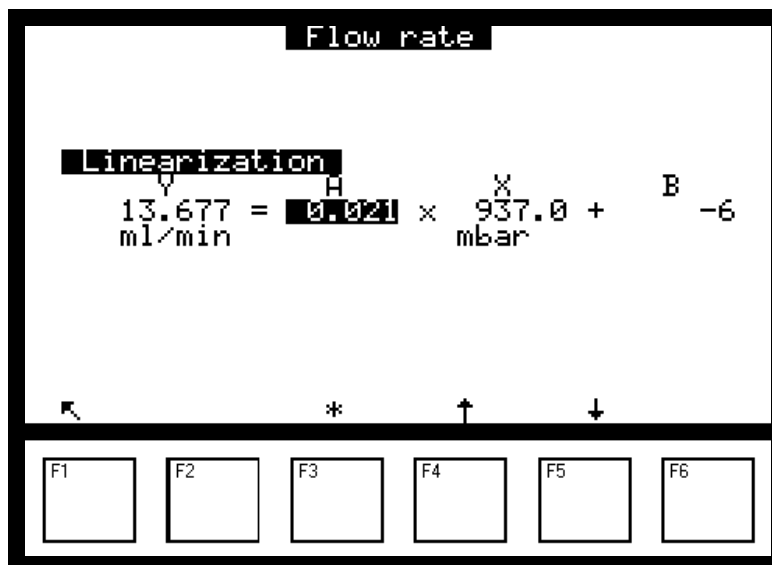 Flow rate
Linearization
Y A X B
13.677 = 0.021 x 937.0 + -6
ml/min mbar
*
F1 F2 F3 F4 F5 F6